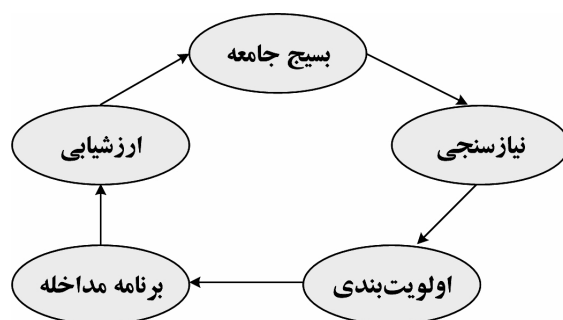 بسیج جامعه
نیازسنجی
اولویت‌بندی
برنامه مداخله
ارزشیابی